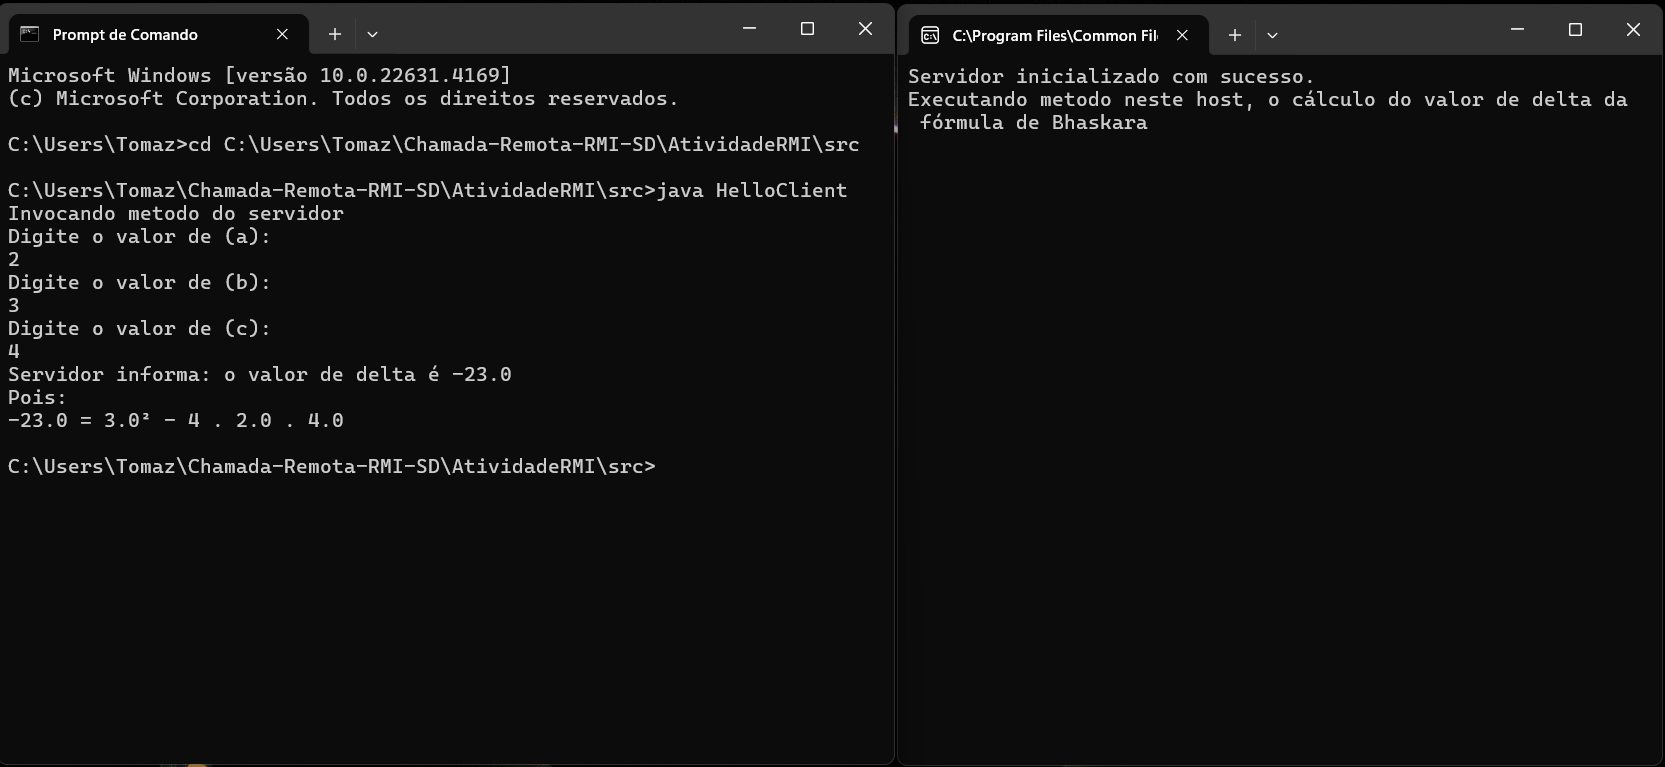 Prompt de Comando
Microsoft Windows [versão 10.0.22631.4169]
(c) Microsoft Corporation. Todos os direitos reservados.
C:\Users\Tomaz>cd C:\Users\Tomaz\Chamada-Remota-RMI-SD\AtividadeRMI\src
C:\Users\Tomaz\Chamada-Remota-RMI-SD\AtividadeRMI\src>java HelloClient
Invocando metodo do servidor
Digite o valor de (a):
2
Digite o valor de (b):
3
Digite o valor de (c):
4
Servidor informa: o valor de delta é -23.0
Pois:
-23.0 = 3.0² - 4 . 2.0 . 4.0
C:\Users\Tomaz\Chamada-Remota-RMI-SD\AtividadeRMI\src>
C:\Program Files\Common Fil
Servidor inicializado com sucesso.
Executando metodo neste host, o cálculo do valor de delta da
fórmula de Bhaskara